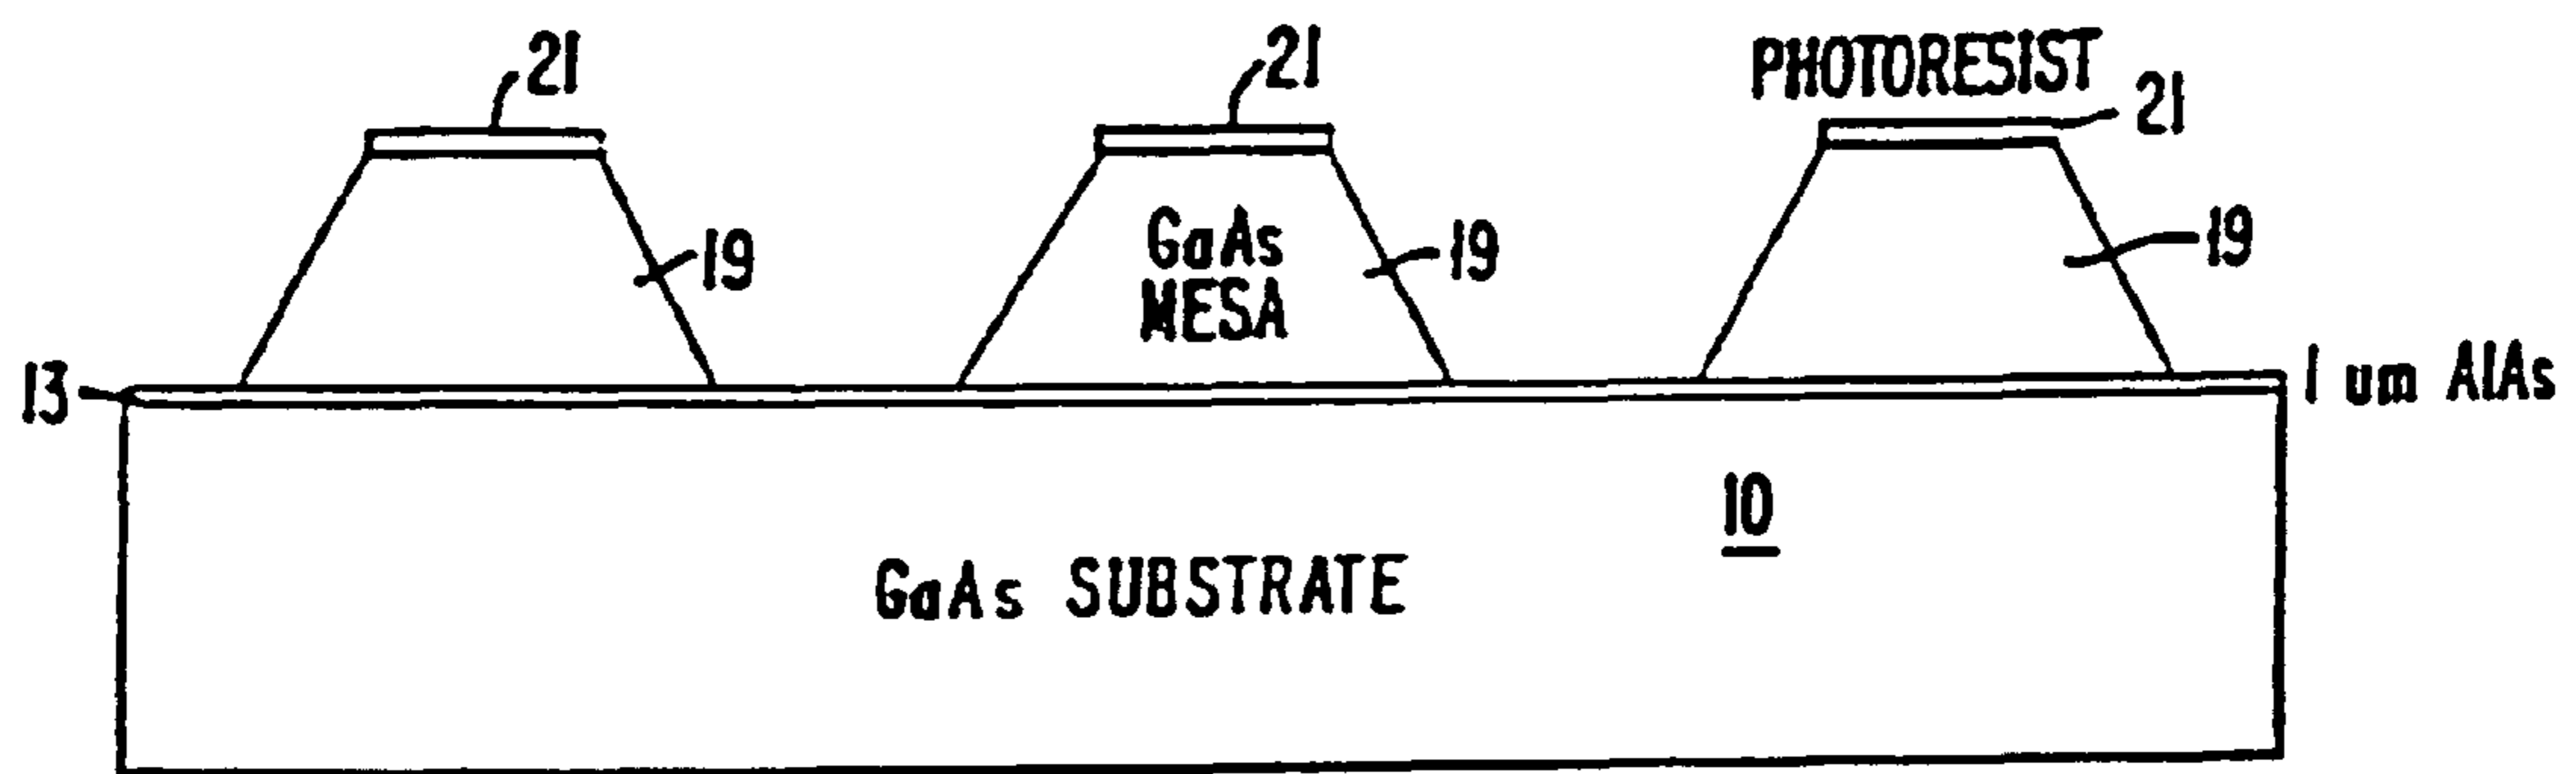 21
21
PHOTORESIST
21
GaAs
MESA
19
19
19
13
1 um AlAs
10
GaAs SUBSTRATE